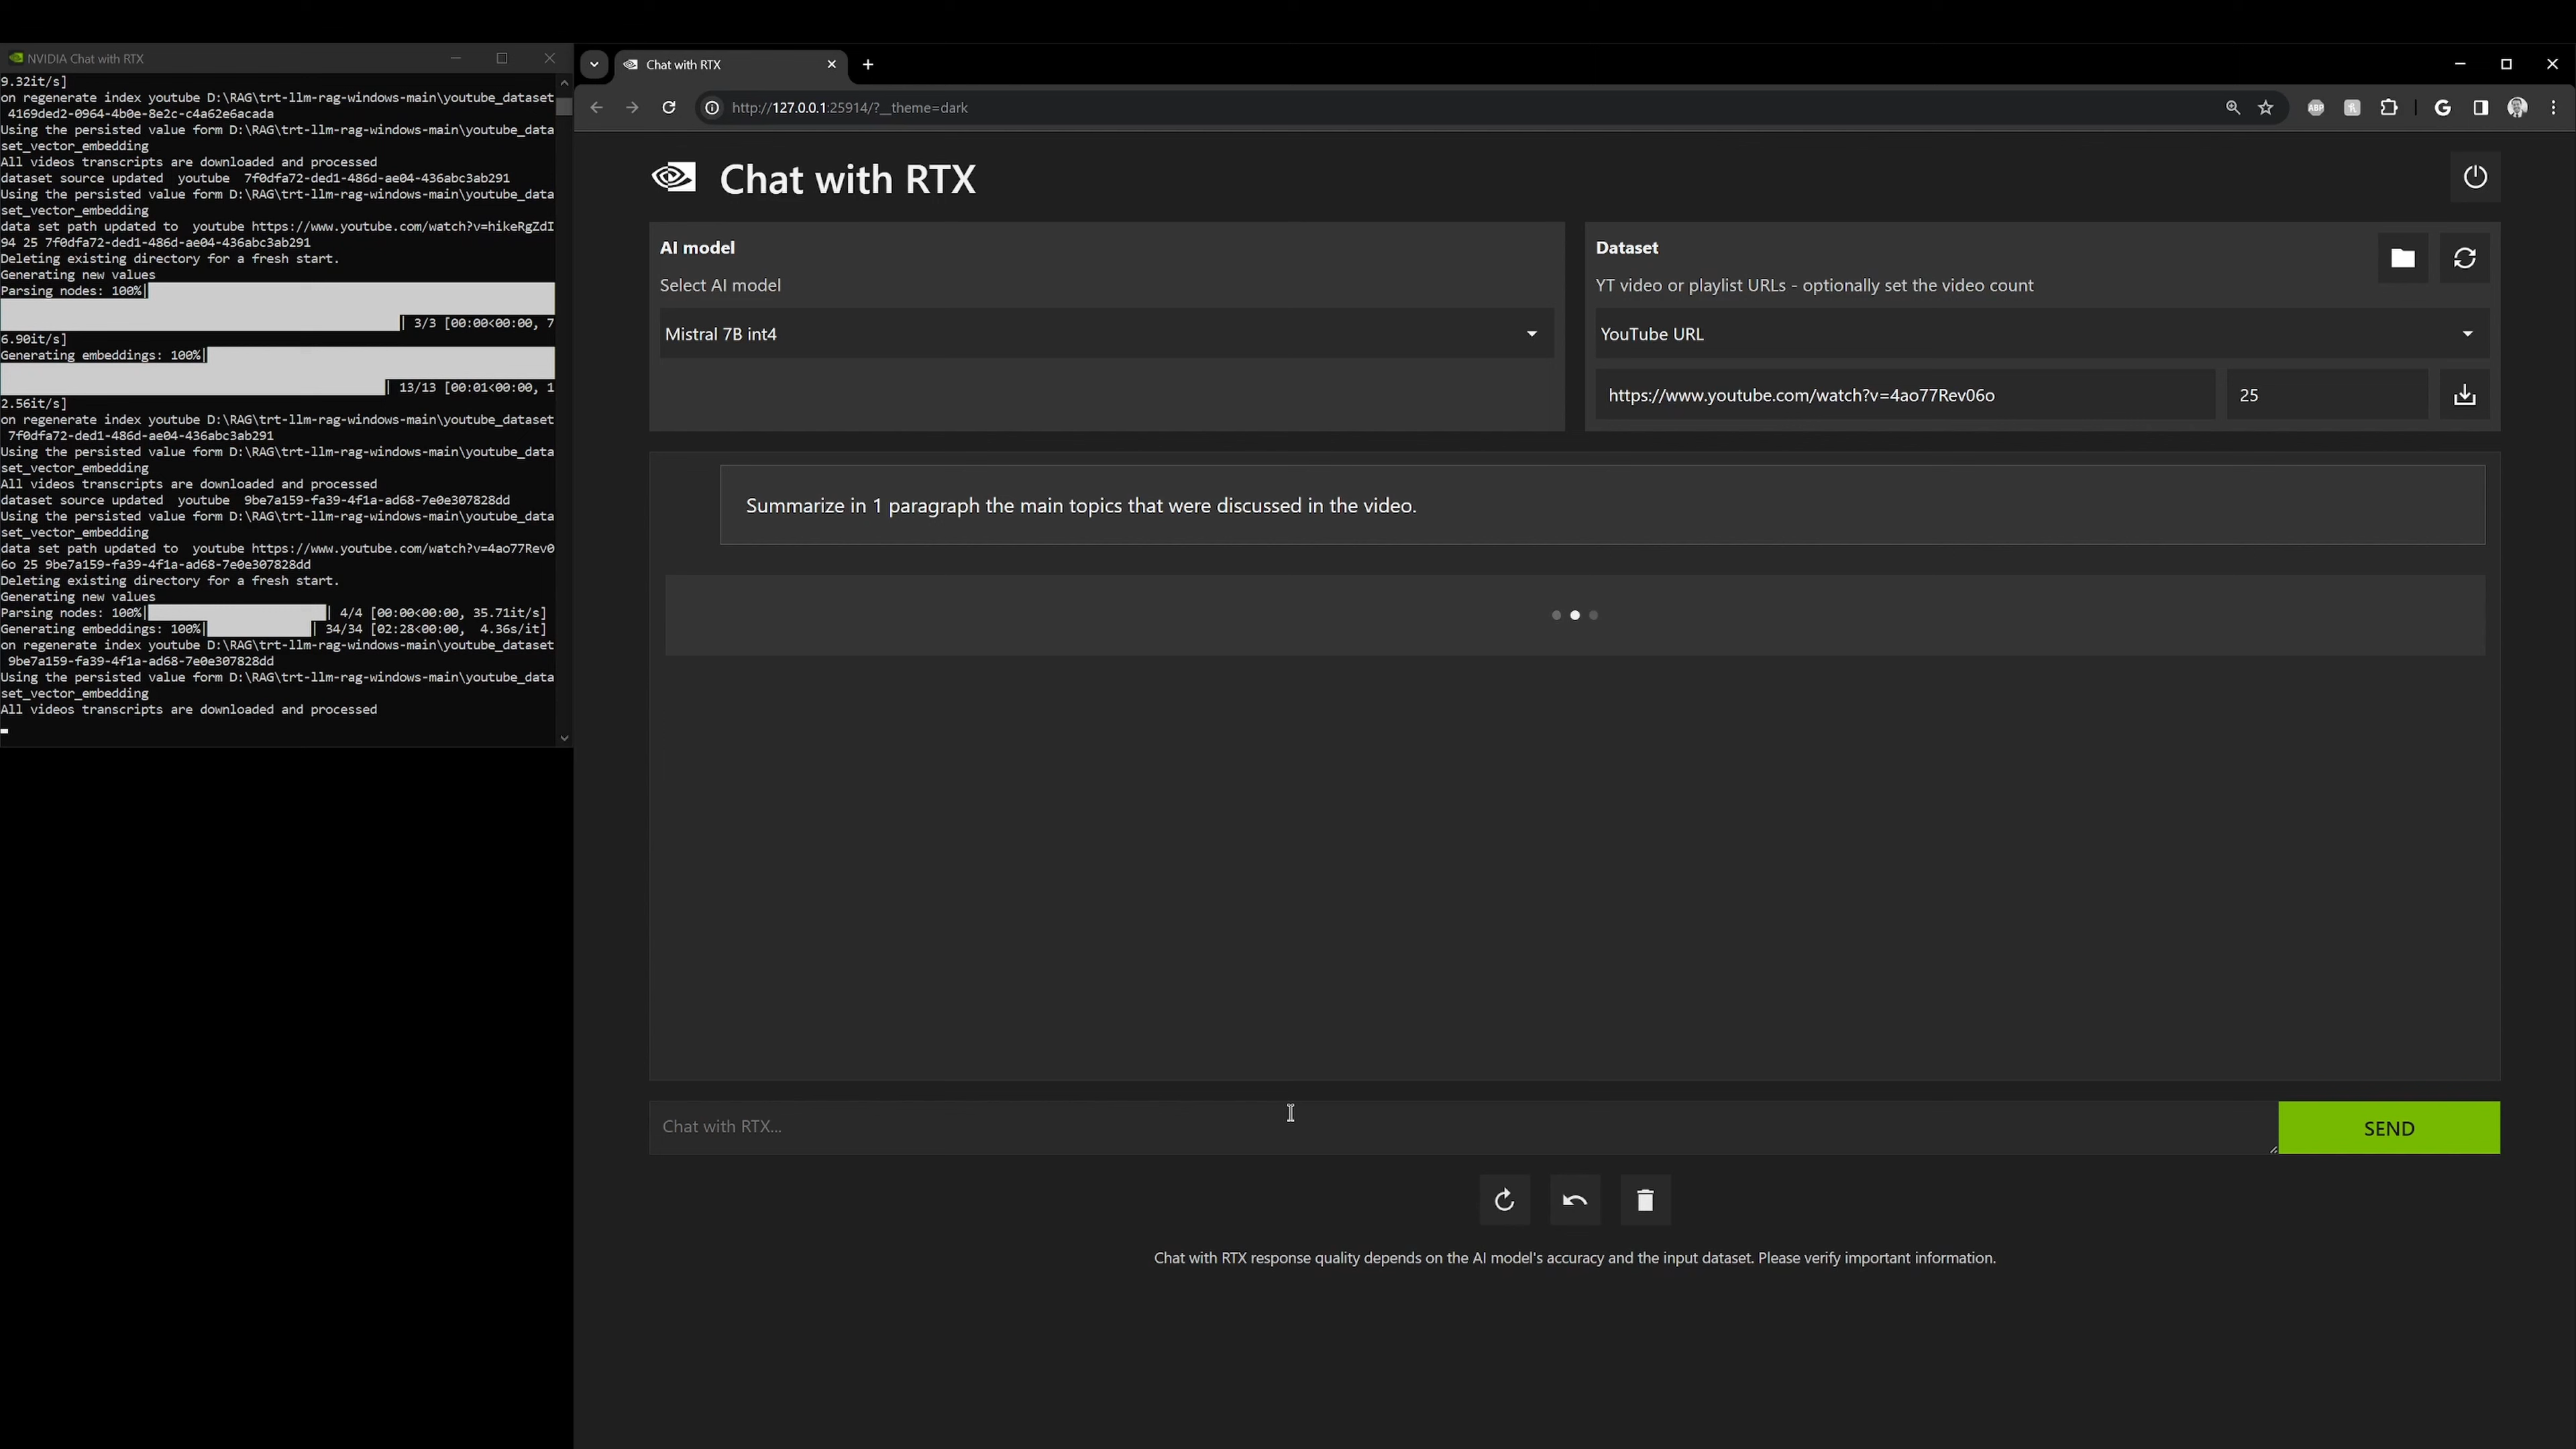 NVIDIA Chat with RTX
9.32it/s]
on regenerate index youtube D:\RAG\trt-llm-rag-windows-main\youtube_dataset
4169ded2-0964-4b0e-8e2c-c4a62e6acada
Using the persisted value form D:\RAG\trt-llm-rag-windows-main\youtube_data
set_vector_embedding
All videos transcripts are downloaded and processed
dataset source updated  youtube  7f0dfa72-ded1-486d-ae04-436abc3ab291
Using the persisted value form D:\RAG\trt-llm-rag-windows-main\youtube_data
set_vector_embedding
data set path updated to  youtube https://www.youtube.com/watch?v=hikeRgZdI
94 25 7f0dfa72-ded1-486d-ae04-436abc3ab291
Deleting existing directory for a fresh start.
Generating new values
Parsing nodes: 100%|
| 3/3 [00:00<00:00, 7
6.90it/s]
Generating embeddings: 100%|
| 13/13 [00:01<00:00, 1
2.56it/s]
on regenerate index youtube D:\RAG\trt-llm-rag-windows-main\youtube_dataset
7f0dfa72-ded1-486d-ae04-436abc3ab291
Using the persisted value form D:\RAG\trt-llm-rag-windows-main\youtube_data
set_vector_embedding
All videos transcripts are downloaded and processed
dataset source updated  youtube  9be7a159-fa39-4f1a-ad68-7e0e307828dd
Using the persisted value form D:\RAG\trt-llm-rag-windows-main\youtube_data
set_vector_embedding
data set path updated to  youtube https://www.youtube.com/watch?v=4ao77Rev0
6o 25 9be7a159-fa39-4f1a-ad68-7e0e307828dd
Deleting existing directory for a fresh start.
Generating new values
Parsing nodes: 100%| | 4/4 [00:00<00:00, 35.71it/s]
Generating embeddings: 100%| | 34/34 [02:28<00:00,  4.36s/it]
on regenerate index youtube D:\RAG\trt-llm-rag-windows-main\youtube_dataset
9be7a159-fa39-4f1a-ad68-7e0e307828dd
Using the persisted value form D:\RAG\trt-llm-rag-windows-main\youtube_data
set_vector_embedding
All videos transcripts are downloaded and processed
Chat with RTX
http://127.0.0.1:25914/?__theme=dark
ABP
G
Chat with RTX
AI model
Select AI model
Mistral 7B int4
Dataset
YT video or playlist URLs - optionally set the video count
YouTube URL
https://www.youtube.com/watch?v=4ao77Rev06o
25
Summarize in 1 paragraph the main topics that were discussed in the video.
Chat with RTX...
SEND
Chat with RTX response quality depends on the AI model's accuracy and the input dataset. Please verify important information.